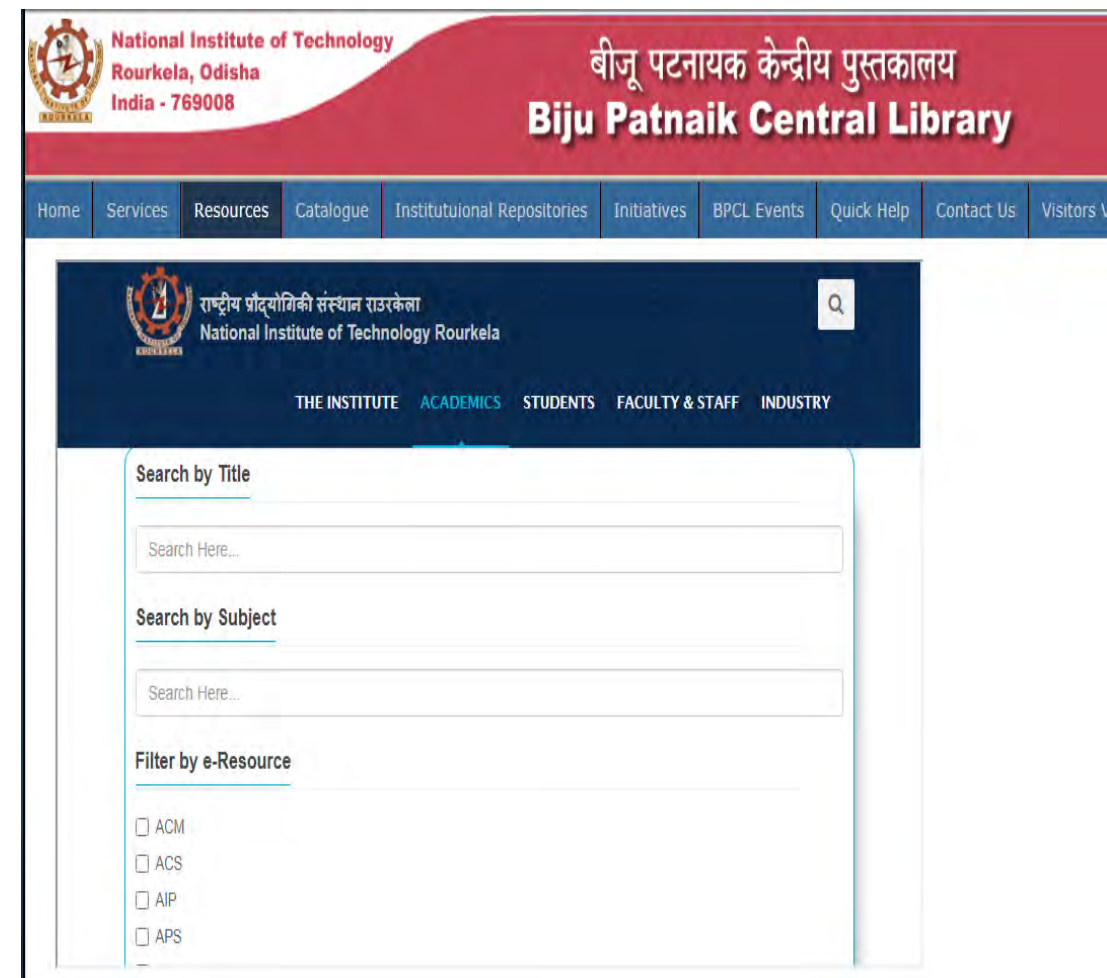 National Institute of Technology
Rourkela, Odisha
India - 769008
बीजू पटनायक केन्द्रीय पुस्तकालय
Biju Patnaik Central Library
Home Services Resources Catalogue Institutuional Repositories Initiatives BPCL Events Quick Help Contact Us Visitors V
राष्ट्रीय प्रौद्योगिकी संस्थान राउरकेला
National Institute of Technology Rourkela
THE INSTITUTE ACADEMICS STUDENTS FACULTY & STAFF INDUSTRY
Search by Title
Search Here...
Search by Subject
Search Here...
Filter by e-Resource
ACM
ACS
AIP
APS